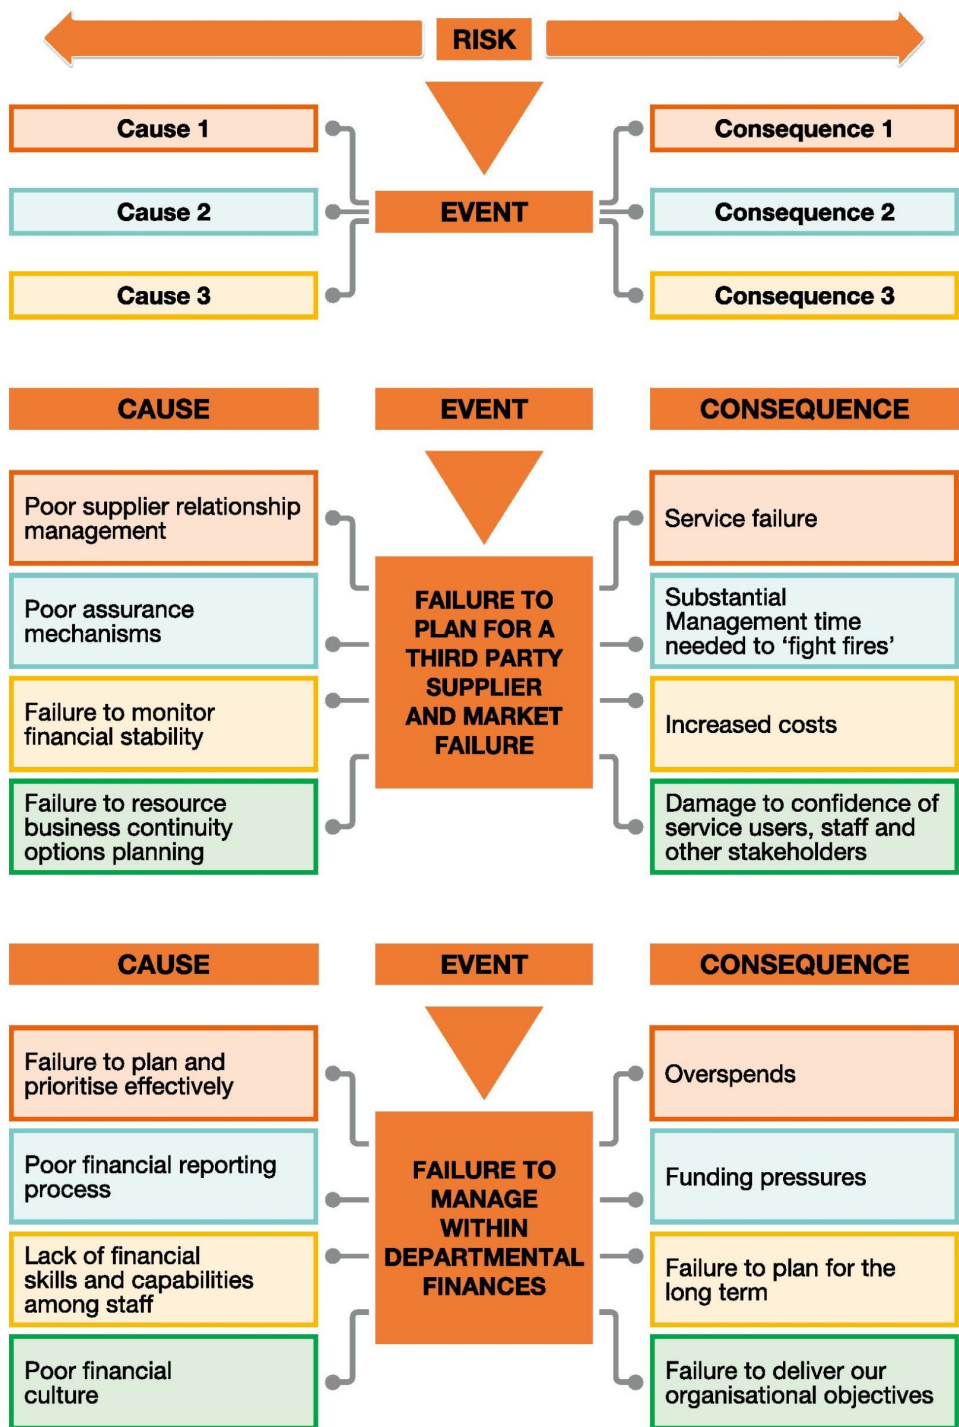 RISK
Cause 1
Cause 2
Cause 3
EVENT
Consequence 1
Consequence 2
Consequence 3
CAUSE
EVENT
CONSEQUENCE
Poor supplier relationship
management
Poor assurance
mechanisms
Failure to monitor
financial stability
Failure to resource
business continuity
options planning
FAILURE TO
PLAN FOR A
THIRD PARTY
SUPPLIER
AND MARKET
FAILURE
Service failure
Substantial
Management time
needed to ‘fight fires’
Increased costs
Damage to confidence of
service users, staff and
other stakeholders
CAUSE
EVENT
CONSEQUENCE
Failure to plan and
prioritise effectively
Poor financial reporting
process
Lack of financial
skills and capabilities
among staff
Poor financial
culture
FAILURE TO
MANAGE
WITHIN
DEPARTMENTAL
FINANCES
Overspends
Funding pressures
Failure to plan for the
long term
Failure to deliver our
organisational objectives